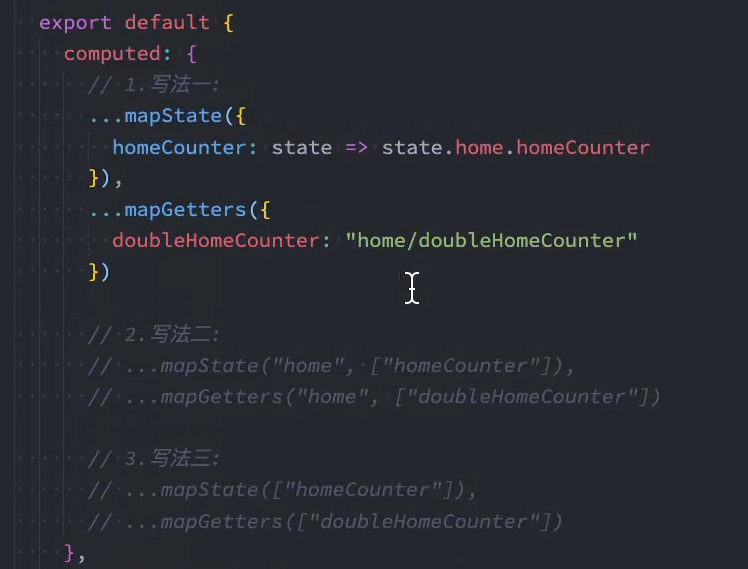 export default {
computed: {
// 1.写法一:
...mapState({
homeCounter: state => state.home.homeCounter
}),
...mapGetters({
doubleHomeCounter: "home/doubleHomeCounter"
})
// 2.写法二:
// ...mapState("home", ["homeCounter"]),
// ...mapGetters("home", ["doubleHomeCounter"])
// 3.写法三:
// ...mapState(["homeCounter"]),
// ...mapGetters(["doubleHomeCounter"])
},